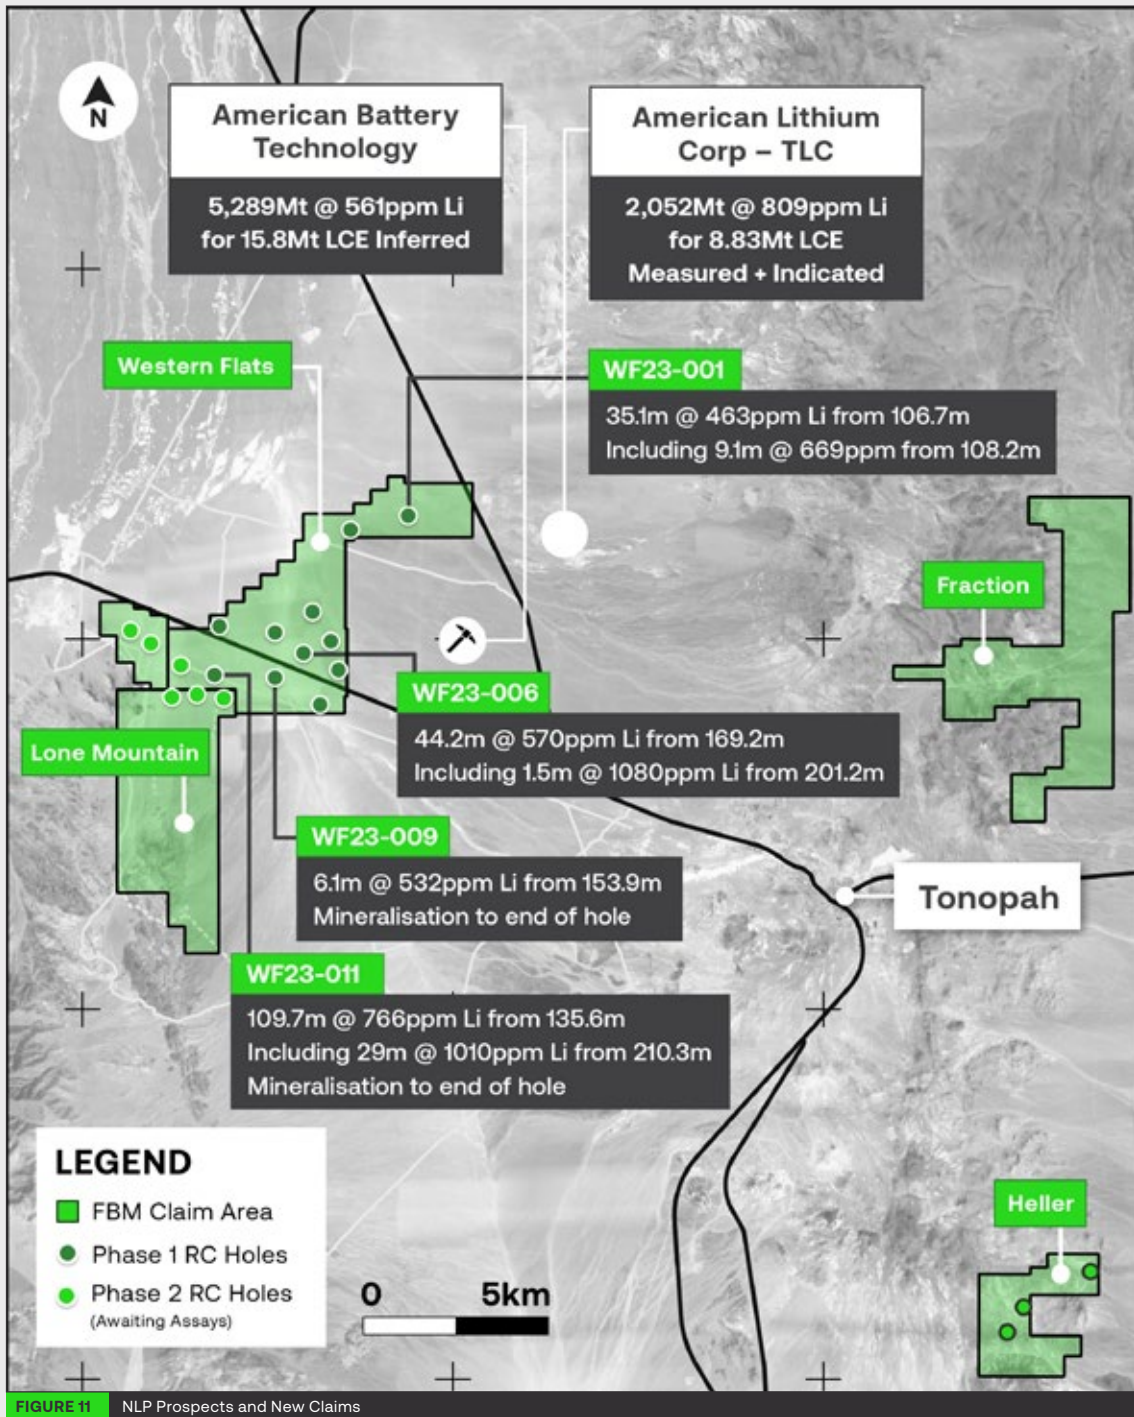 N
American Battery
Technology
5,289Mt @ 561ppm Li
for 15.8Mt LCE Inferred
American Lithium
Corp – TLC
2,052Mt @ 809ppm Li
for 8.83Mt LCE
Measured + Indicated
Western Flats
WF23-001
35.1m @ 463ppm Li from 106.7m
Including 9.1m @ 669ppm from 108.2m
Fraction
WF23-006
44.2m @ 570ppm Li from 169.2m
Including 1.5m @ 1080ppm Li from 201.2m
Lone Mountain
WF23-009
6.1m @ 532ppm Li from 153.9m
Mineralisation to end of hole
Tonopah
WF23-011
109.7m @ 766ppm Li from 135.6m
Including 29m @ 1010ppm Li from 210.3m
Mineralisation to end of hole
LEGEND
FBM Claim Area
Phase 1 RC Holes
Phase 2 RC Holes
(Awaiting Assays)
0 5km
Heller
FIGURE 11 NLP Prospects and New Claims